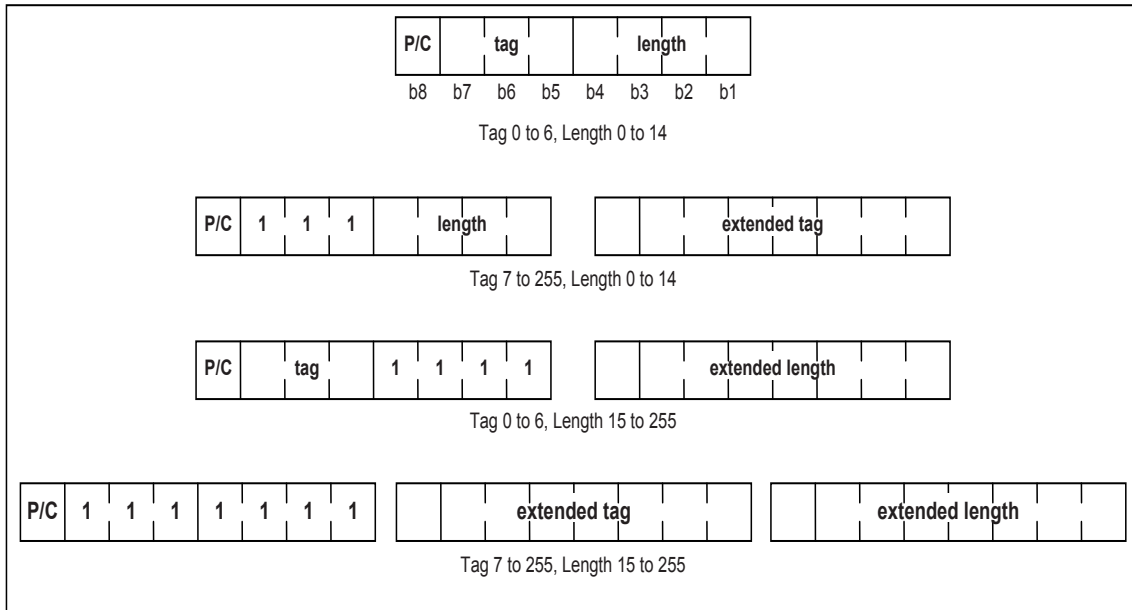 P/C tag length
b8 b7 b6 b5 b4 b3 b2 b1
Tag 0 to 6, Length 0 to 14
P/C 1 1 1 length extended tag
Tag 7 to 255, Length 0 to 14
P/C tag 1 1 1 1 extended length
Tag 0 to 6, Length 15 to 255
P/C 1 1 1 1 1 1 1 extended tag extended length
Tag 7 to 255, Length 15 to 255